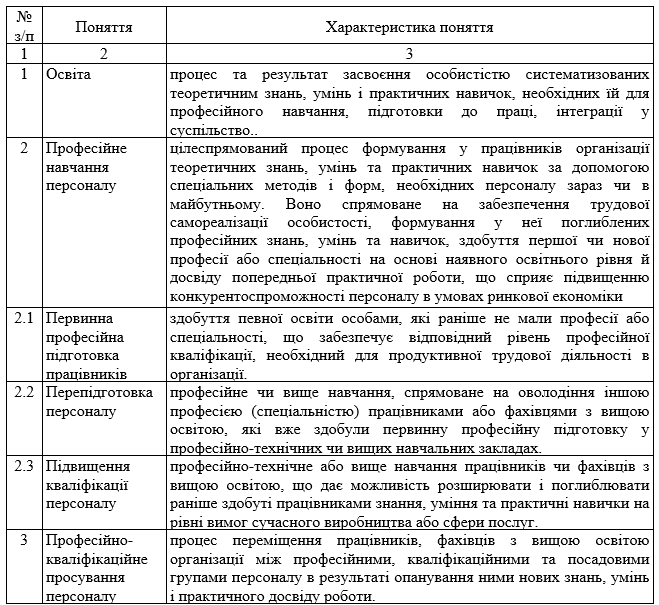 № з/п
Поняття
Характеристика поняття
1
2
3
1
Освіта
процес та результат засвоєння особистістю систематизованих
теоретичним знань, умінь і практичних навичок, необхідних їй для
професійного навчання, підготовки до праці, інтеграції у
суспільство..
2
Професійне
навчання
персоналу
цілеспрямований процес формування у працівників організації
теоретичних знань, умінь та практичних навичок за допомогою
спеціальних методів і форм, необхідних персоналу зараз чи в
майбутньому. Воно спрямоване на забезпечення трудової
самореалізації особистості, формування у неї поглиблених
професійних знань, умінь та навичок, здобуття першої чи нової
професії або спеціальності на основі наявного освітнього рівня й
досвіду попередньої практичної роботи, що сприяє підвищенню
конкурентоспроможності персоналу в умовах ринкової економіки
2.1
Первинна
професійна
підготовка
працівників
здобуття певної освіти особами, які раніше не мали професії або
спеціальності, що забезпечує відповідний рівень професійної
кваліфікації, необхідний для продуктивної трудової діяльності в
організації.
2.2
Перепідготовка
персоналу
професійне чи вище навчання, спрямоване на оволодіння іншою
професією (спеціальністю) працівниками або фахівцями з вищою
освітою, які вже здобули первинну професійну підготовку у
професійно-технічних чи вищих навчальних закладах.
2.3
Підвищення
кваліфікації
персоналу
професійно-технічне або вище навчання працівників чи фахівців з
вищою освітою, що дає можливість розширювати і поглиблювати
раніше здобуті працівниками знання, уміння та практичні навички на
рівні вимог сучасного виробництва або сфери послуг.
3
Професійно-
кваліфікаційне
просування
персоналу
процес переміщення працівників, фахівців з вищою освітою
організації між професійними, кваліфікаційними та посадовими
групами персоналу в результаті опанування ними нових знань, умінь
і практичного досвіду роботи.